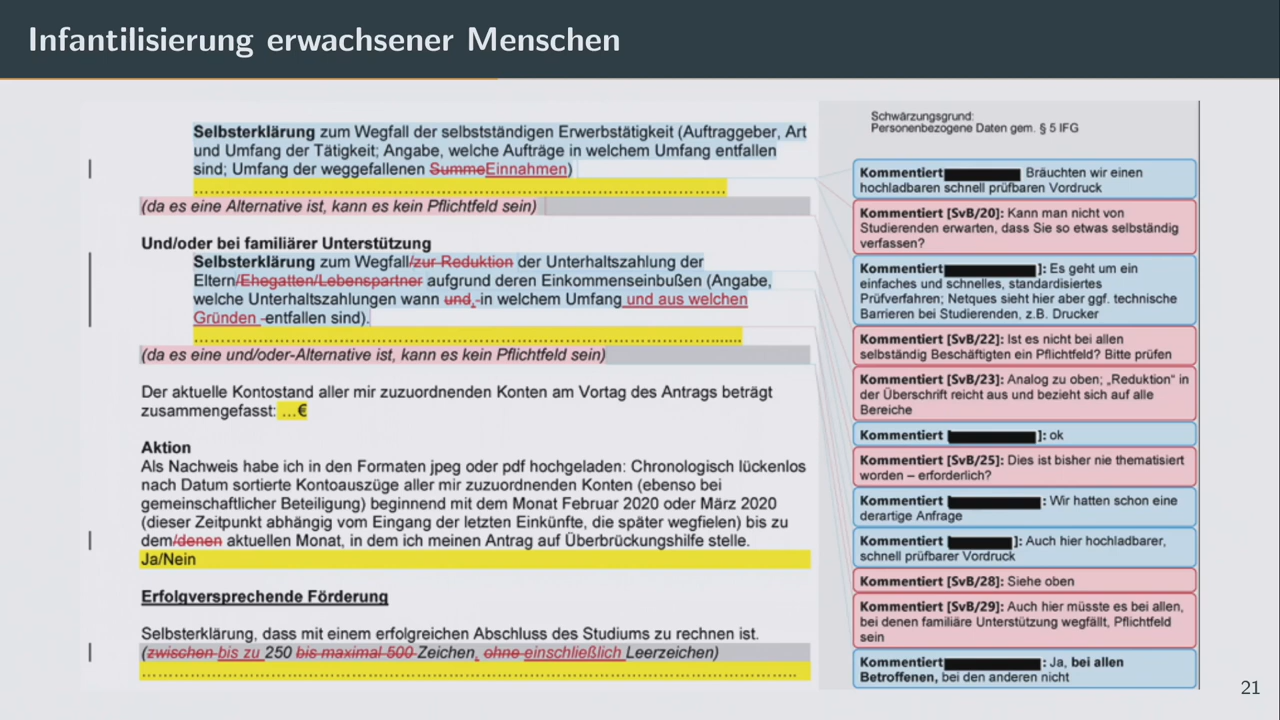 Infantilisierung erwachsener Menschen
Selbsterklärung zum Wegfall der selbstständigen Erwerbstätigkeit (Auftraggeber, Art
und Umfang der Tätigkeit; Angabe, welche Aufträge in welchem Umfang entfallen
sind; Umfang der weggefallenen SummeEinnahmen)
(da es eine Alternative ist, kann es kein Pflichtfeld sein)
Und/oder bei familiärer Unterstützung
Selbsterklärung zum Wegfall/zur Reduktion der Unterhaltszahlung der
Eltern/Ehegatten/Lebenspartner aufgrund deren Einkommenseinbußen (Angabe,
welche Unterhaltszahlungen wann und, in welchem Umfang und aus welchen
Gründen entfallen sind).
(da es eine und/oder-Alternative ist, kann es kein Pflichtfeld sein)
Der aktuelle Kontostand aller mir zuzuordnenden Konten am Vortag des Antrags beträgt
zusammengefasst: ...€
Aktion
Als Nachweis habe ich in den Formaten jpeg oder pdf hochgeladen: Chronologisch lückenlos
nach Datum sortierte Kontoauszüge aller mir zuzuordnenden Konten (ebenso bei
gemeinschaftlicher Beteiligung) beginnend mit dem Monat Februar 2020 oder März 2020
(dieser Zeitpunkt abhängig vom Eingang der letzten Einkünfte, die später wegfielen) bis zu
dem/denen aktuellen Monat, in dem ich meinen Antrag auf Überbrückungshilfe stelle.
Ja/Nein
Erfolgversprechende Förderung
Selbsterklärung, dass mit einem erfolgreichen Abschluss des Studiums zu rechnen ist.
(zwischen bis zu 250 bis maximal 500 Zeichen, ohne einschließlich Leerzeichen)
Schwärzungsgrund:
Personenbezogene Daten gem. § 5 IFG
Kommentiert Bräuchten wir einen
hochladbaren schnell prüfbaren Vordruck
Kommentiert [SvB/20]: Kann man nicht von
Studierenden erwarten, dass Sie so etwas selbständig
verfassen?
Kommentiert ]: Es geht um ein
einfaches und schnelles, standardisiertes
Prüfverfahren; Netques sieht hier aber ggf. technische
Barrieren bei Studierenden, z.B. Drucker
Kommentiert [SvB/22]: Ist es nicht bei allen
selbständig Beschäftigten ein Pflichtfeld? Bitte prüfen
Kommentiert [SvB/23]: Analog zu oben; „Reduktion“ in
der Überschrift reicht aus und bezieht sich auf alle
Bereiche
Kommentiert [ ]: ok
Kommentiert [SvB/25]: Dies ist bisher nie thematisiert
worden – erforderlich?
Kommentiert [ : Wir hatten schon eine
derartige Anfrage
Kommentiert [ ]: Auch hier hochladbarer,
schnell prüfbarer Vordruck
Kommentiert [SvB/28]: Siehe oben
Kommentiert [SvB/29]: Auch hier müsste es bei allen,
bei denen familiäre Unterstützung wegfällt, Pflichtfeld
sein
Kommentiert : Ja, bei allen
Betroffenen, bei den anderen nicht
21